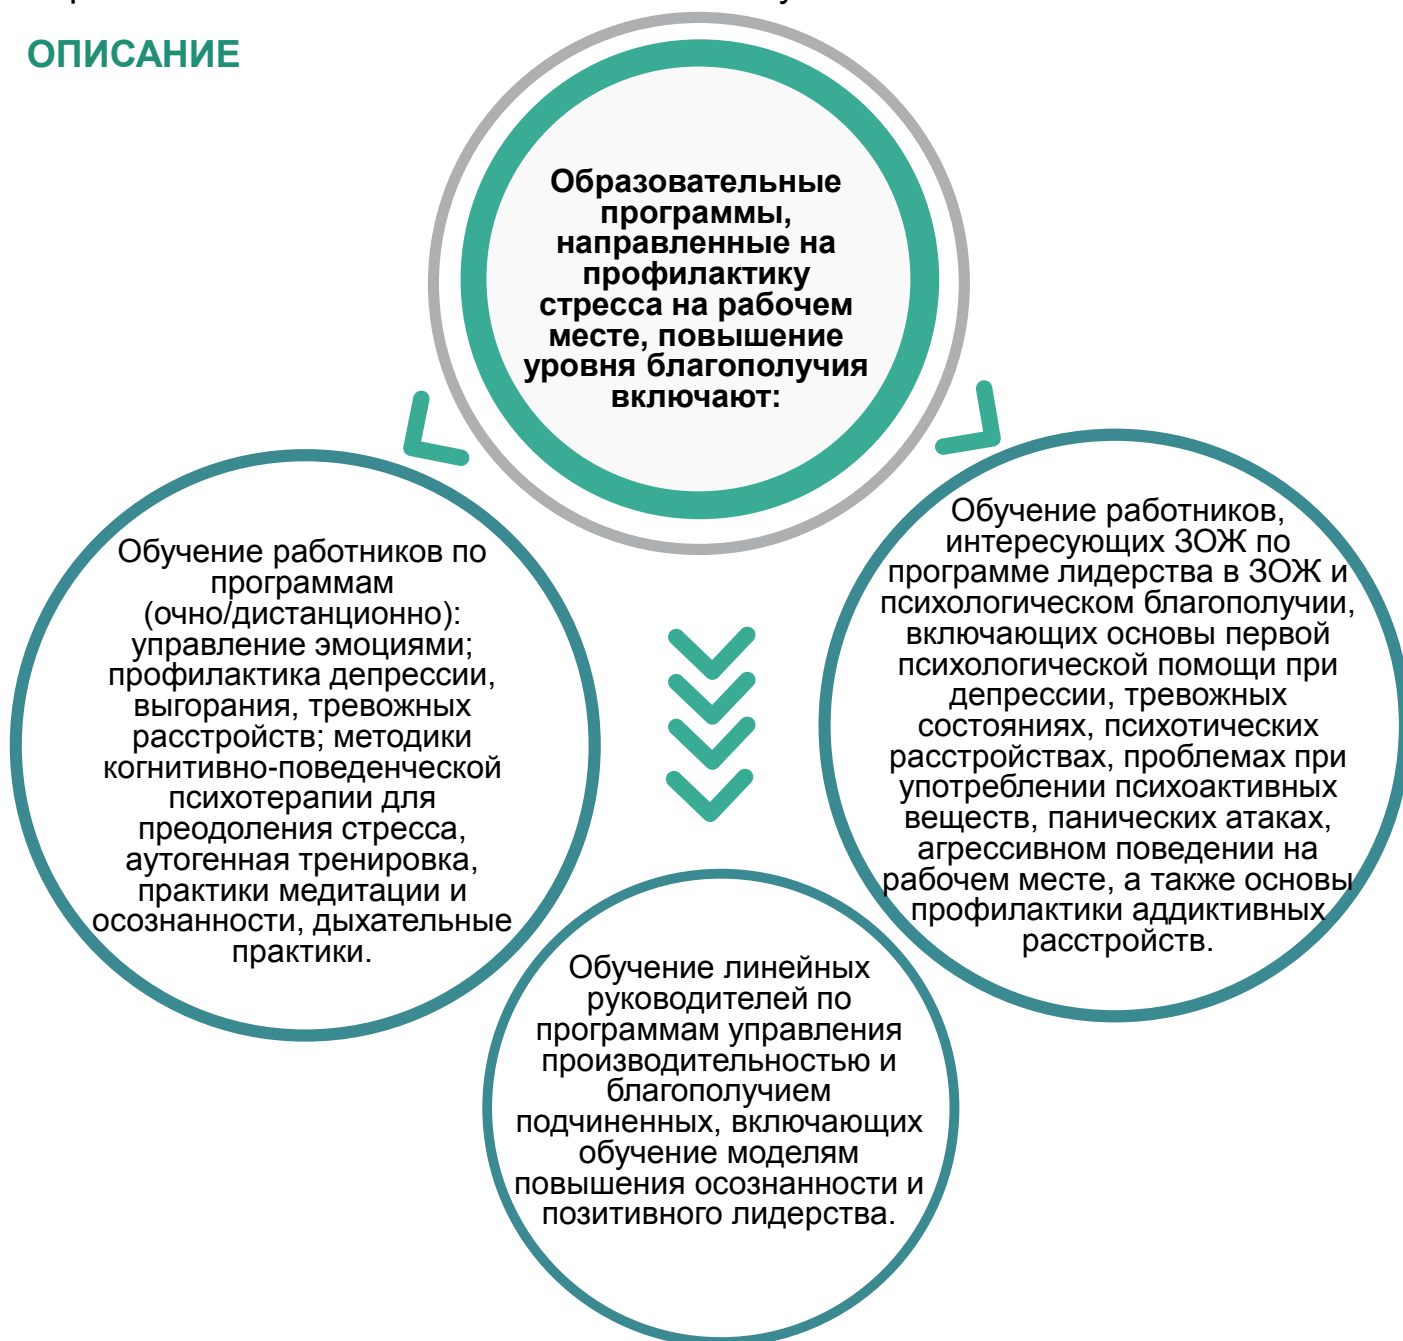 ОПИСАНИЕ
Образовательные
программы,
направленные на
профилактику
стресса на рабочем
месте, повышение
уровня благополучия
включают:
Обучение работников по
программам
(очно/дистанционно):
управление эмоциями;
профилактика депрессии,
выгорания, тревожных
расстройств; методики
когнитивно-поведенческой
психотерапии для
преодоления стресса,
аутогенная тренировка,
практики медитации и
осознанности, дыхательные
практики.
Обучение работников,
интересующих ЗОЖ по
программе лидерства в ЗОЖ и
психологическом благополучии,
включающих основы первой
психологической помощи при
депрессии, тревожных
состояниях, психотических
расстройствах, проблемах при
употреблении психоактивных
веществ, панических атаках,
агрессивном поведении на
рабочем месте, а также основы
профилактики аддиктивных
расстройств.
Обучение линейных
руководителей по
программам управления
производительностью и
благополучием
подчиненных, включающих
обучение моделям
повышения осознанности и
позитивного лидерства.